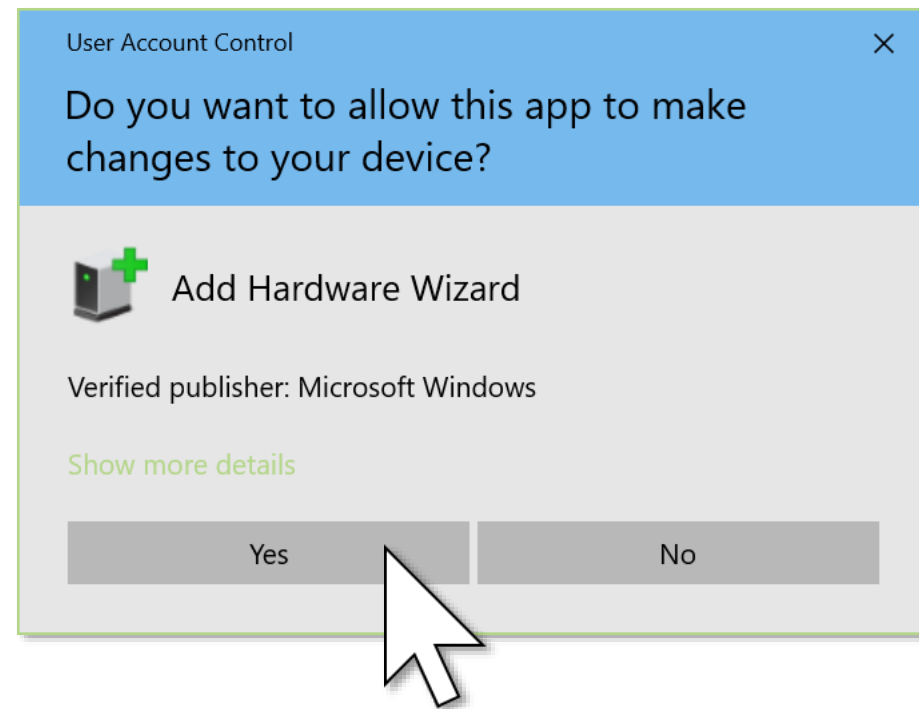 User Account Control
Do you want to allow this app to make
changes to your device?
Add Hardware Wizard
Verified publisher: Microsoft Windows
Show more details
Yes
No